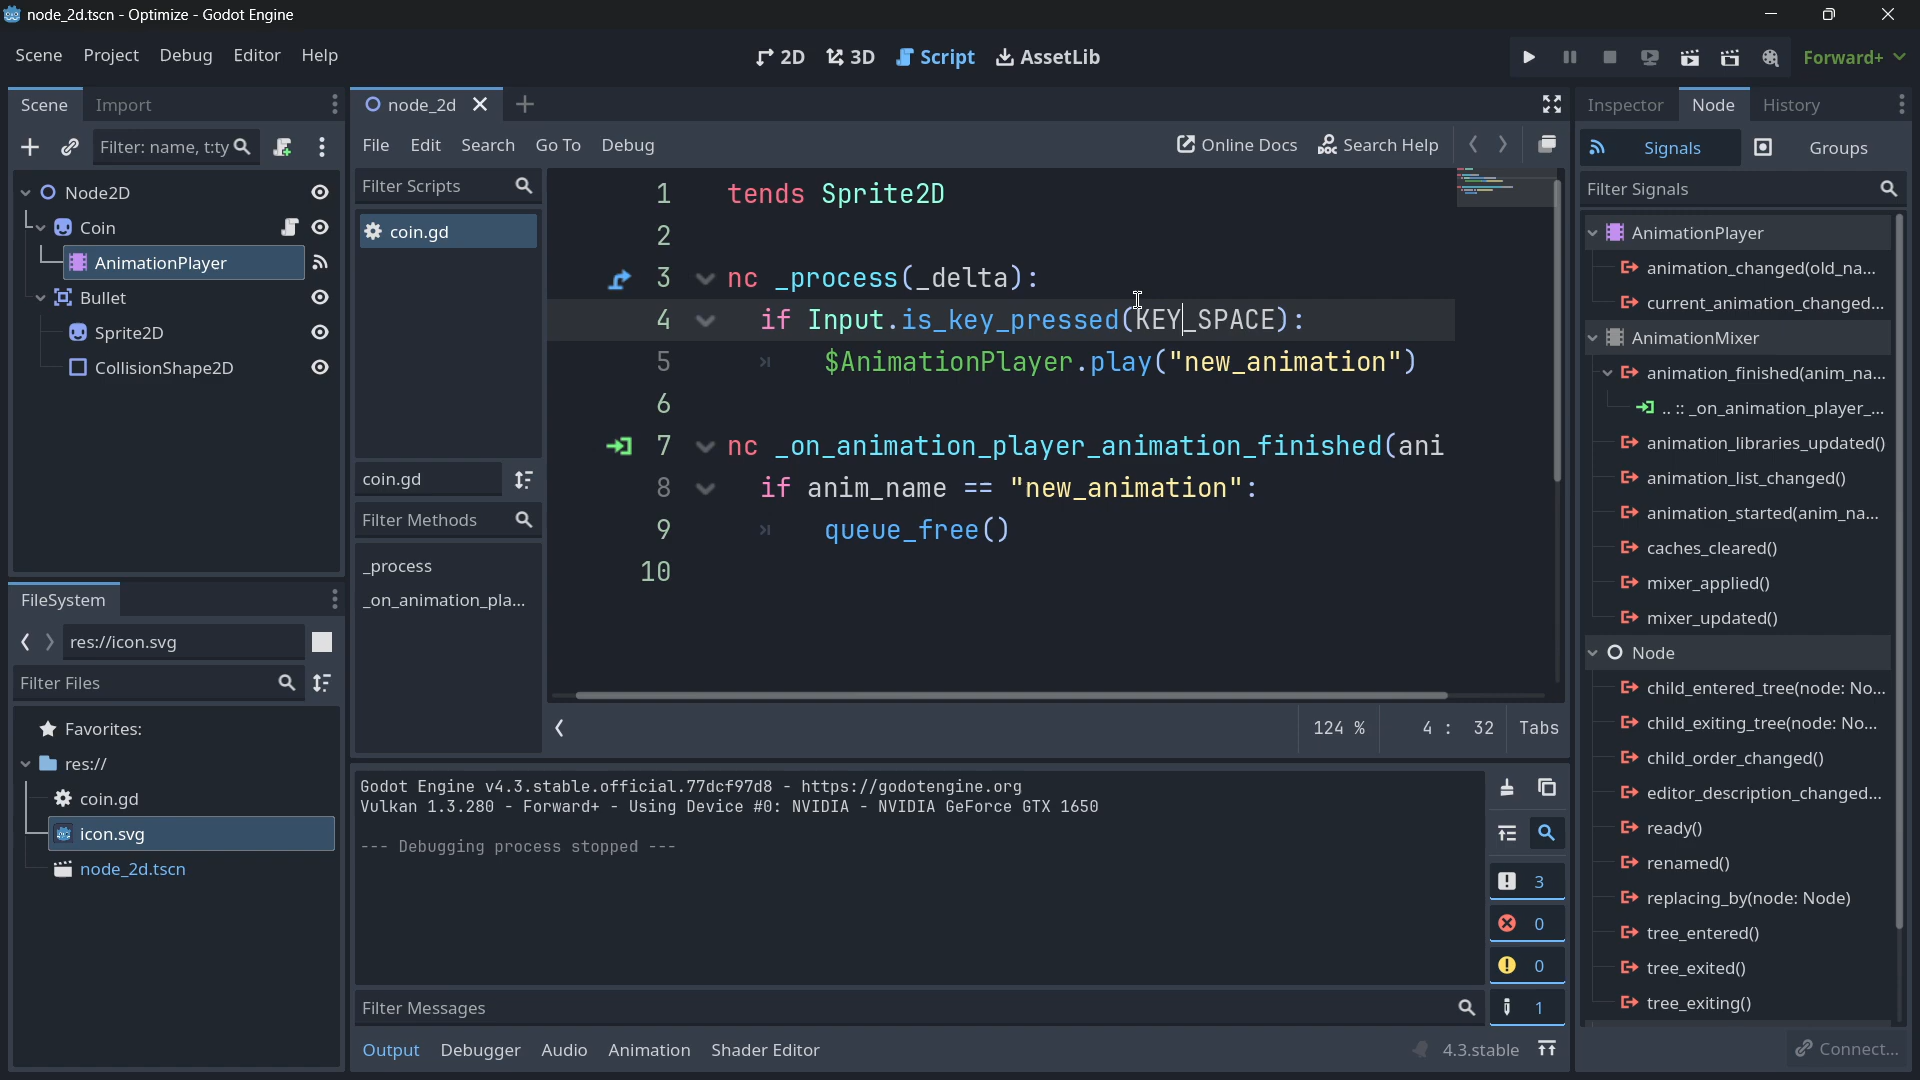 node_2d.tscn - Optimize - Godot Engine
Scene Project Debug Editor Help
2D 3D Script AssetLib
Forward+
Scene Import
Filter: name, t:ty
Node2D
Coin
AnimationPlayer
Bullet
Sprite2D
CollisionShape2D
FileSystem
res://icon.svg
Filter Files
Favorites:
res://
coin.gd
icon.svg
node_2d.tscn
node_2d
File Edit Search Go To Debug
Online Docs Search Help
Filter Scripts
coin.gd
coin.gd
Filter Methods
_process
_on_animation_pla...
1 tends Sprite2D
2
3 nc _process(_delta):
4 if Input.is_key_pressed(KEY_SPACE):
5 $AnimationPlayer.play("new_animation")
6
7 nc _on_animation_player_animation_finished(ani
8 if anim_name == "new_animation":
9 queue_free()
10
124 % 4 : 32 Tabs
Godot Engine v4.3.stable.official.77dcf97d8 - https://godotengine.org
Vulkan 1.3.280 - Forward+ - Using Device #0: NVIDIA - NVIDIA GeForce GTX 1650
--- Debugging process stopped ---
3
0
0
1
Filter Messages
Output Debugger Audio Animation Shader Editor
4.3.stable
Inspector Node History
Signals Groups
Filter Signals
AnimationPlayer
animation_changed(old_na...
current_animation_changed...
AnimationMixer
animation_finished(anim_na...
.. :: _on_animation_player_...
animation_libraries_updated()
animation_list_changed()
animation_started(anim_na...
caches_cleared()
mixer_applied()
mixer_updated()
Node
child_entered_tree(node: No...
child_exiting_tree(node: No...
child_order_changed()
editor_description_changed...
ready()
renamed()
replacing_by(node: Node)
tree_entered()
tree_exited()
tree_exiting()
Connect...